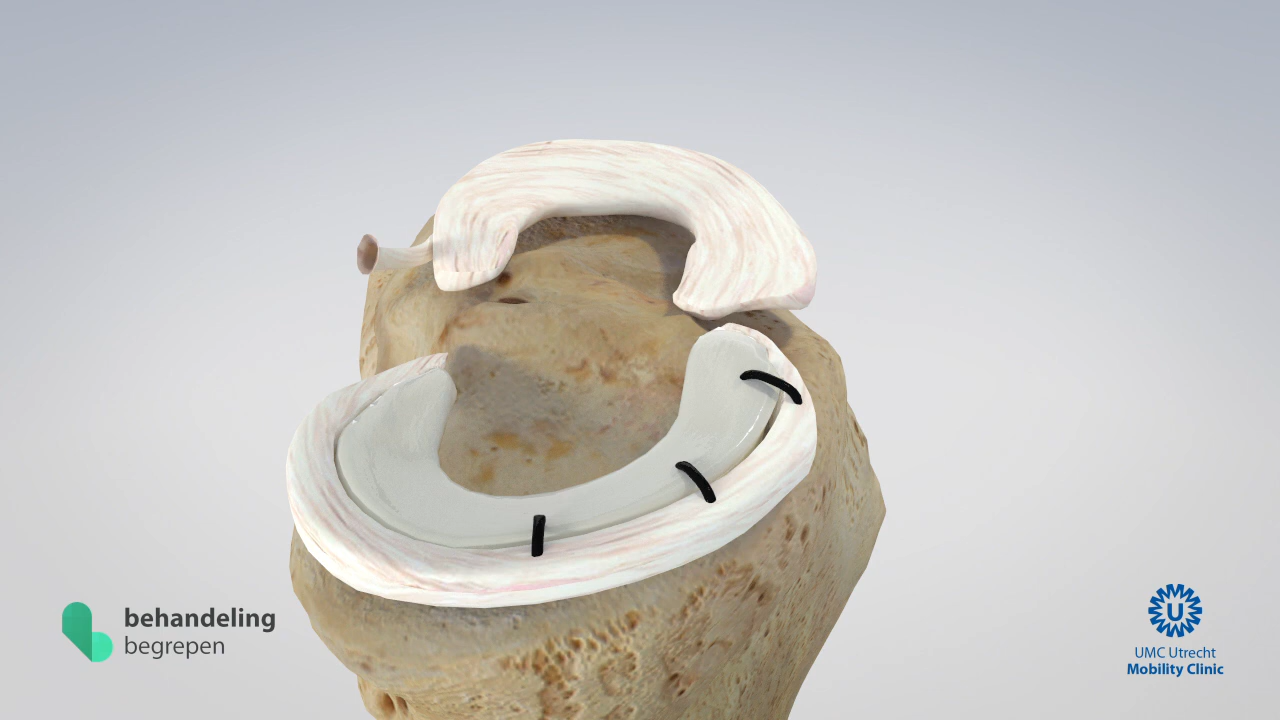 behandeling
begrepen
U
UMC Utrecht
Mobility Clinic